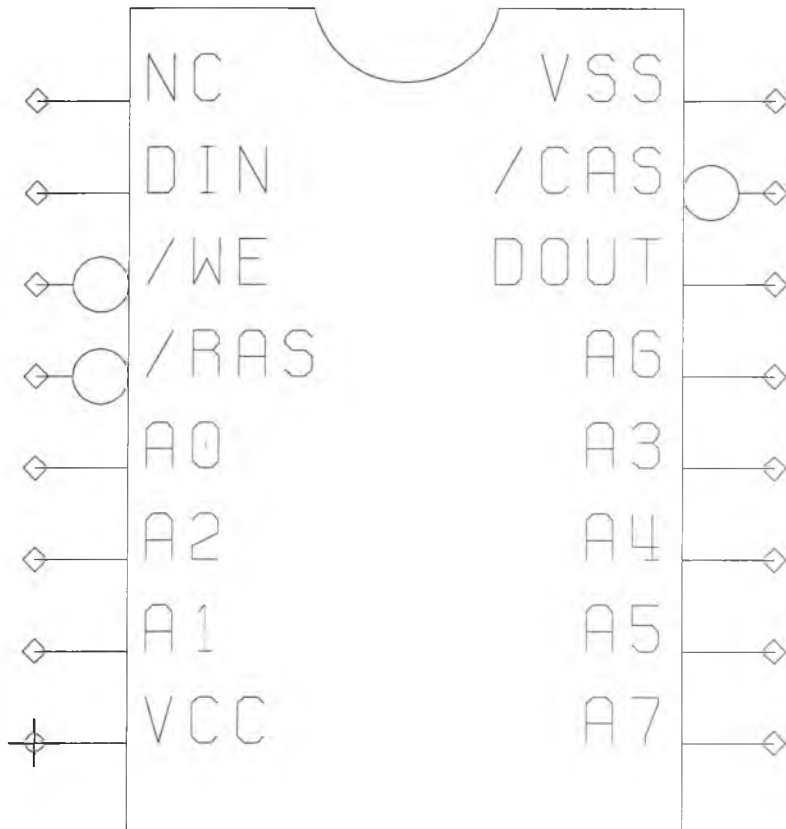 NC VSS
DIN /CAS
/WE DOUT
/RAS A6
A0 A3
A2 A4
A1 A5
VCC A7